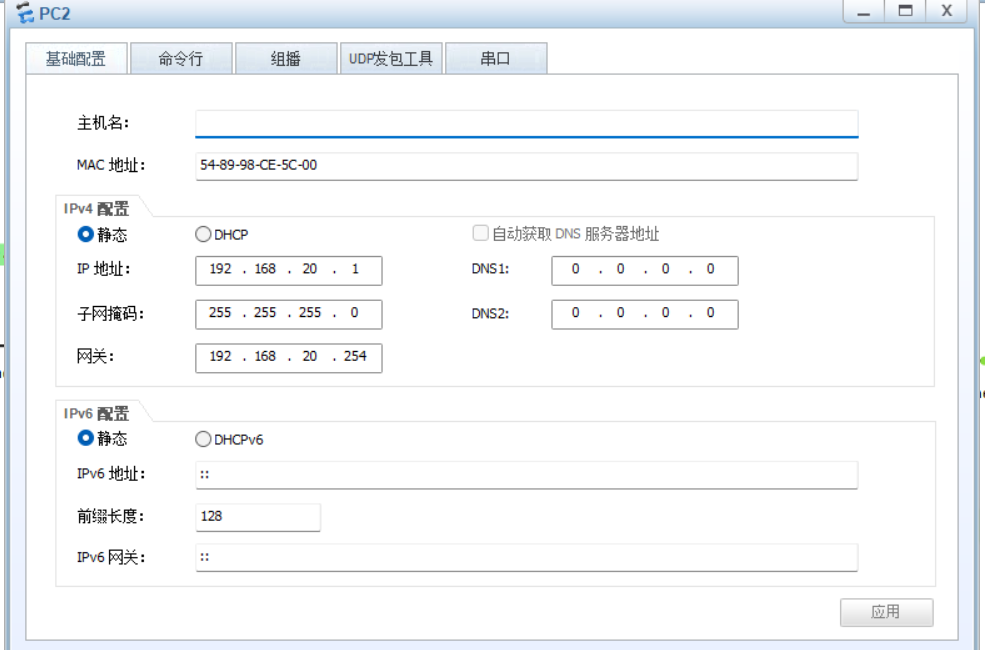 PC2
基础配置 命令行 组播 UDP发包工具 串口
主机名:
MAC 地址: 54-89-98-CE-5C-00
IPv4 配置
静态 DHCP 自动获取 DNS 服务器地址
IP 地址: 192 . 168 . 20 . 1 DNS1: 0 . 0 . 0 . 0
子网掩码: 255 . 255 . 255 . 0 DNS2: 0 . 0 . 0 . 0
网关: 192 . 168 . 20 . 254
IPv6 配置
静态 DHCPv6
IPv6 地址: ::
前缀长度: 128
IPv6 网关: ::
应用